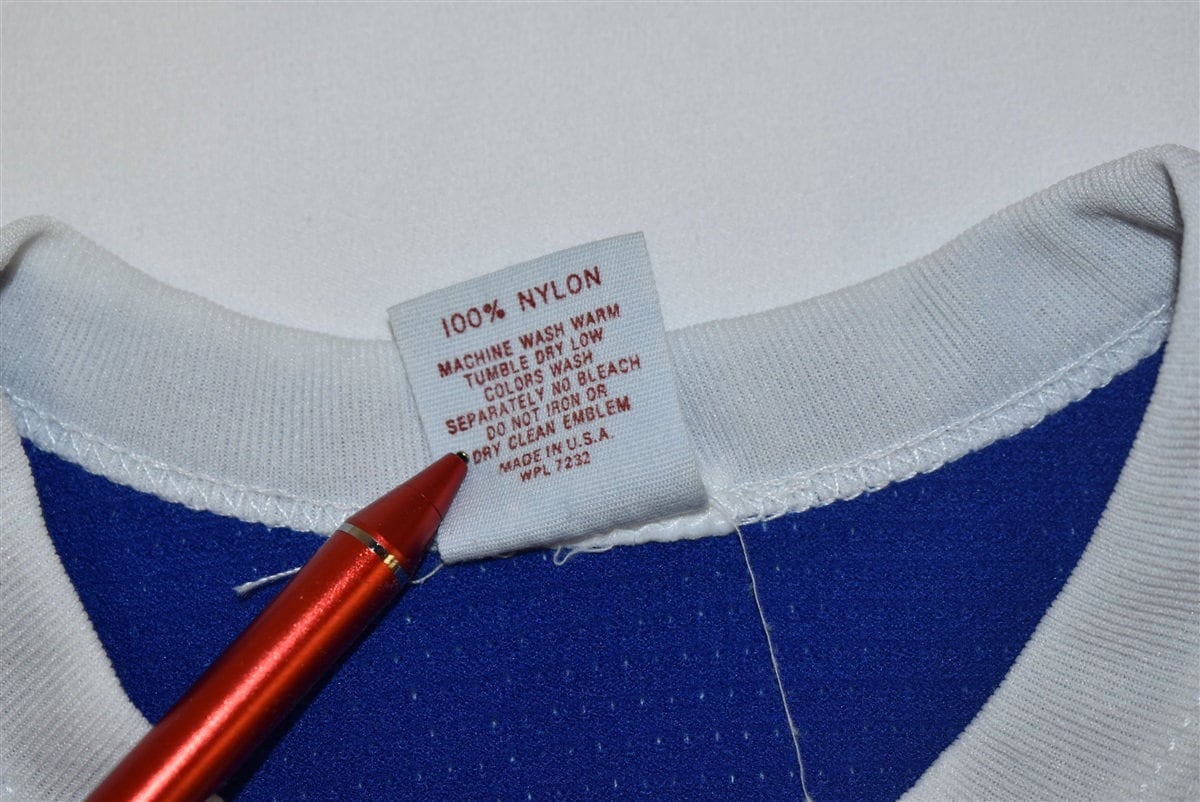 100% NYLON
MACHINE WASH WARM
TUMBLE DRY LOW
COLORS WASH
SEPARATELY NO BLEACH
DO NOT IRON OR
DRY CLEAN EMBLEM
MADE IN U.S.A.
WPL 7232